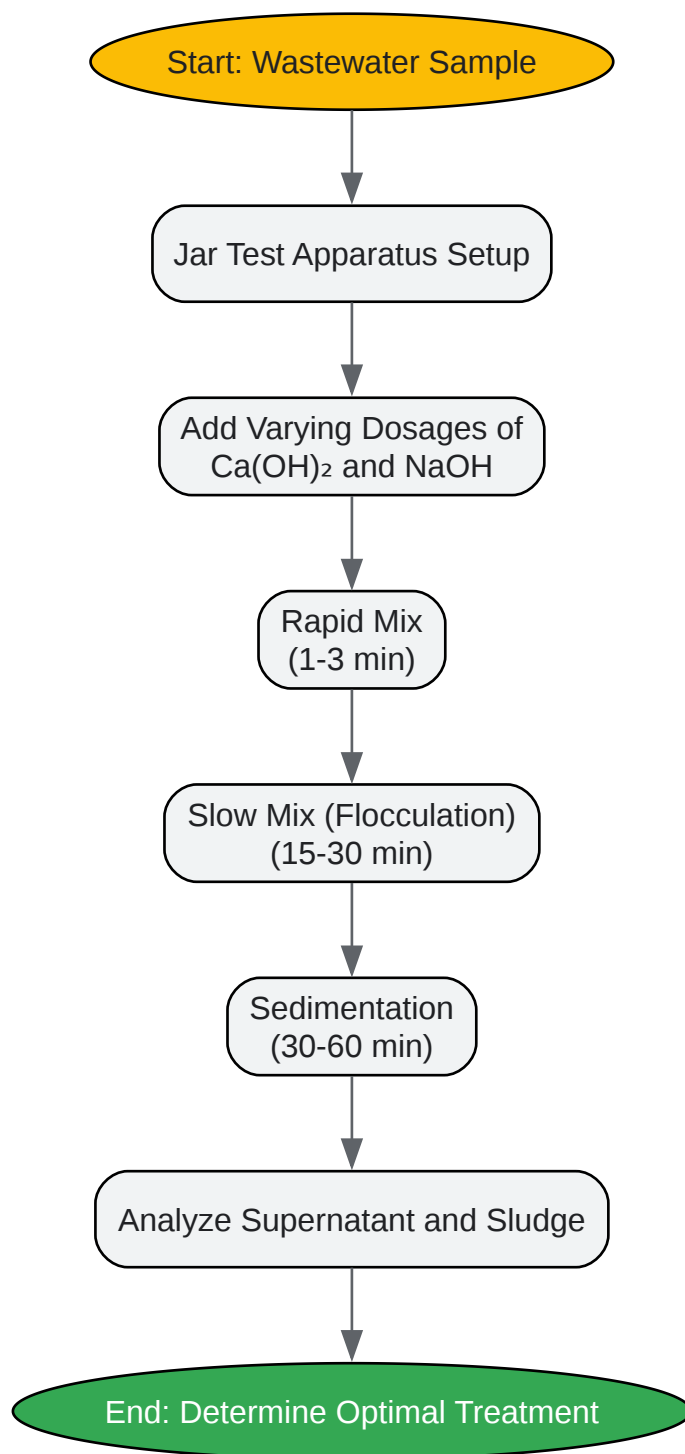 Start: Wastewater Sample
Jar Test Apparatus Setup
Add Varying Dosages of
Ca(OH)₂ and NaOH
Rapid Mix
(1-3 min)
Slow Mix (Flocculation)
(15-30 min)
Sedimentation
(30-60 min)
Analyze Supernatant and Sludge
End: Determine Optimal Treatment